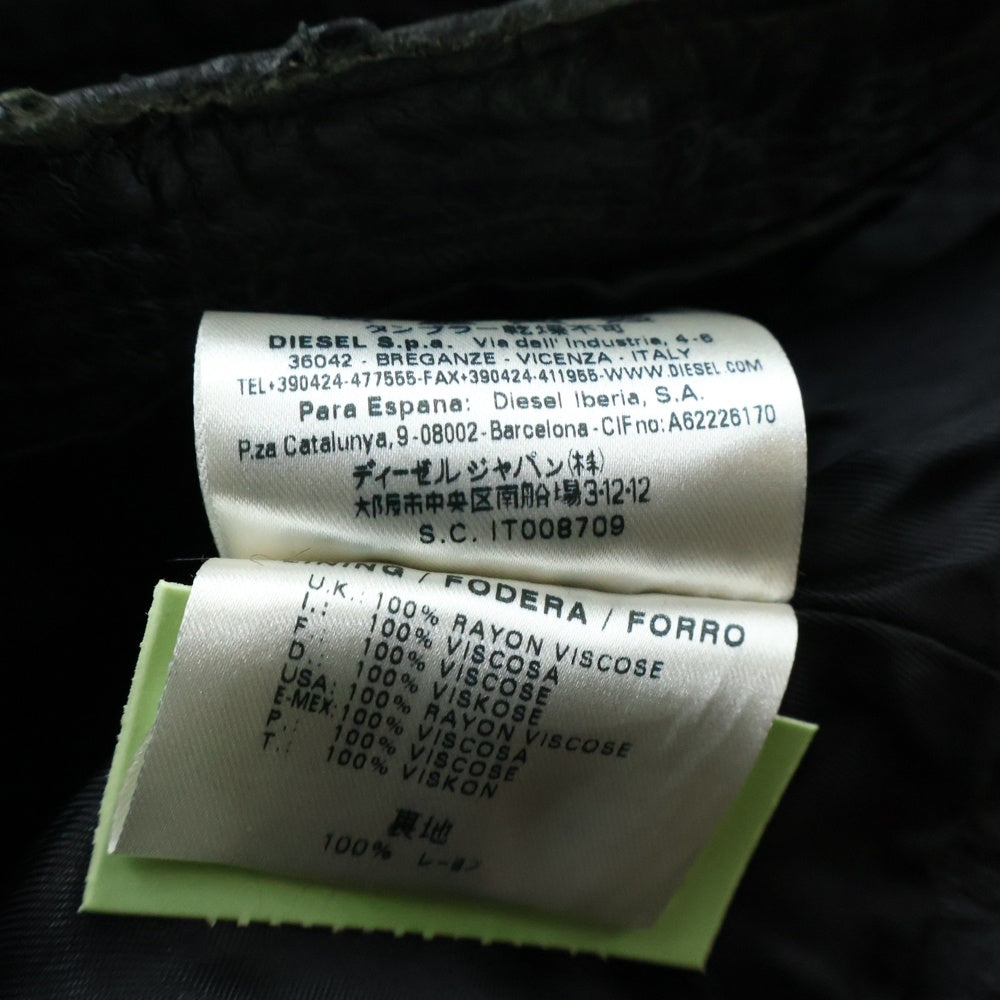 タンブラー乾燥不可
DIESEL S.p.a. Via dell' Industria, 4-6
36042 - BREGANZE - VICENZA - ITALY
TEL+390424-477555-FAX+390424-411955-WWW.DIESEL.COM
Para Espana: Diesel Iberia, S.A.
P.za Catalunya, 9-08002-Barcelona-CIFno:A62226170
ディーゼルジャパン(株)
大阪市中央区南船場3-12-12
S.C. IT008709
/ FODERA / FORRO
U.K.: 100% RAYON VISCOSE
I.: 100% VISCOSA
F.: 100% VISCOSE
D.: 100% VISKOSE
USA: 100% RAYON VISCOSE
E-MEX: 100% VISCOSA
P.: 100% VISCOSE
T.: 100% VISKON
裏地
100% レーヨン